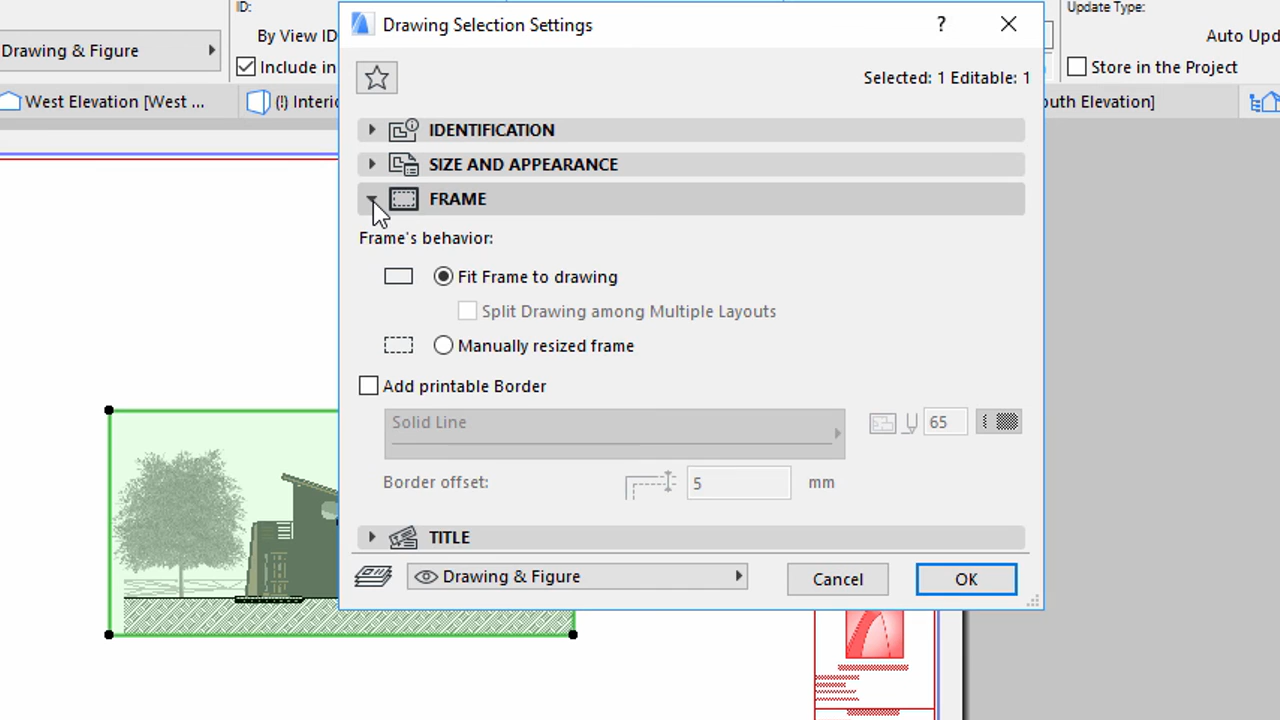 ID:
Drawing & Figure
By View ID
Include in
Update Type:
Auto Upd
Store in the Project
West Elevation [West ...
(!) Interio
outh Elevation]
Drawing Selection Settings
?
Selected: 1 Editable: 1
IDENTIFICATION
SIZE AND APPEARANCE
FRAME
Frame's behavior:
Fit Frame to drawing
Split Drawing among Multiple Layouts
Manually resized frame
Add printable Border
Solid Line
65
Border offset:
5
mm
TITLE
Drawing & Figure
Cancel
OK